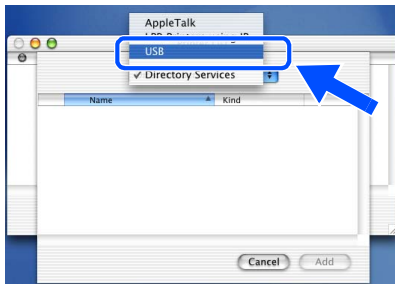 AppleTalk
USB
✓ Directory Services
Name Kind
Cancel Add